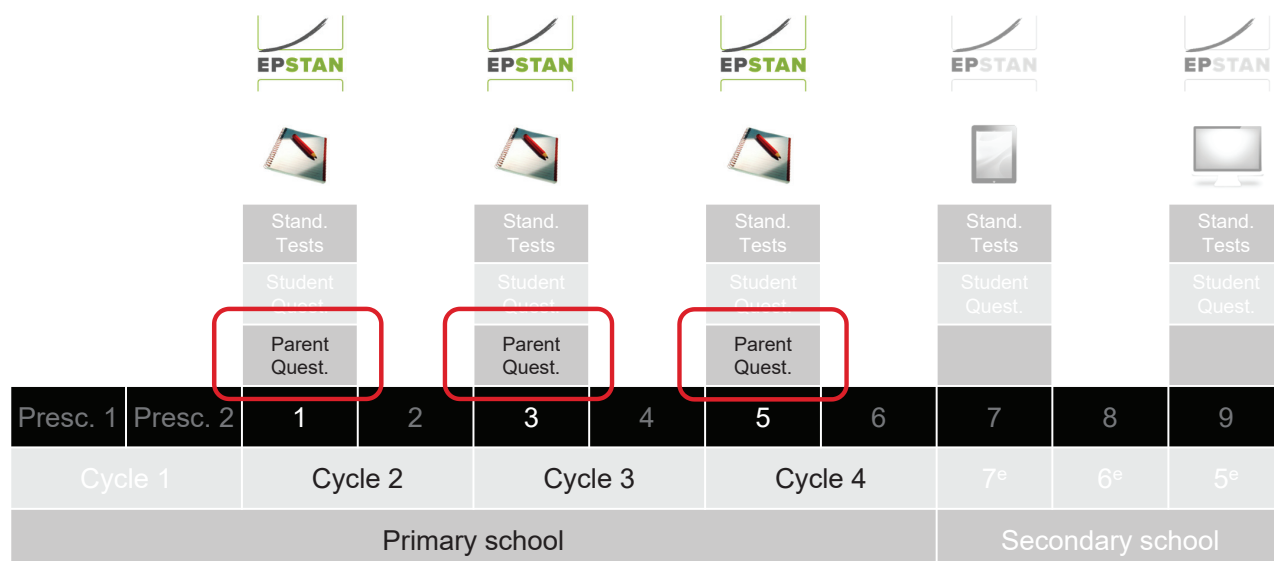 EPSTAN EPSTAN EPSTAN EPSTAN EPSTAN
Stand. Stand. Stand. Stand. Stand.
Tests Tests Tests Tests Tests
Student Student Student Student Student
Quest. Quest. Quest. Quest. Quest.
Parent Parent Parent
Quest. Quest. Quest.
Presc. 1 Presc. 2 1 2 3 4 5 6 7 8 9
Cycle 1 Cycle 2 Cycle 3 Cycle 4 7e 6e 5e
Primary school Secondary school